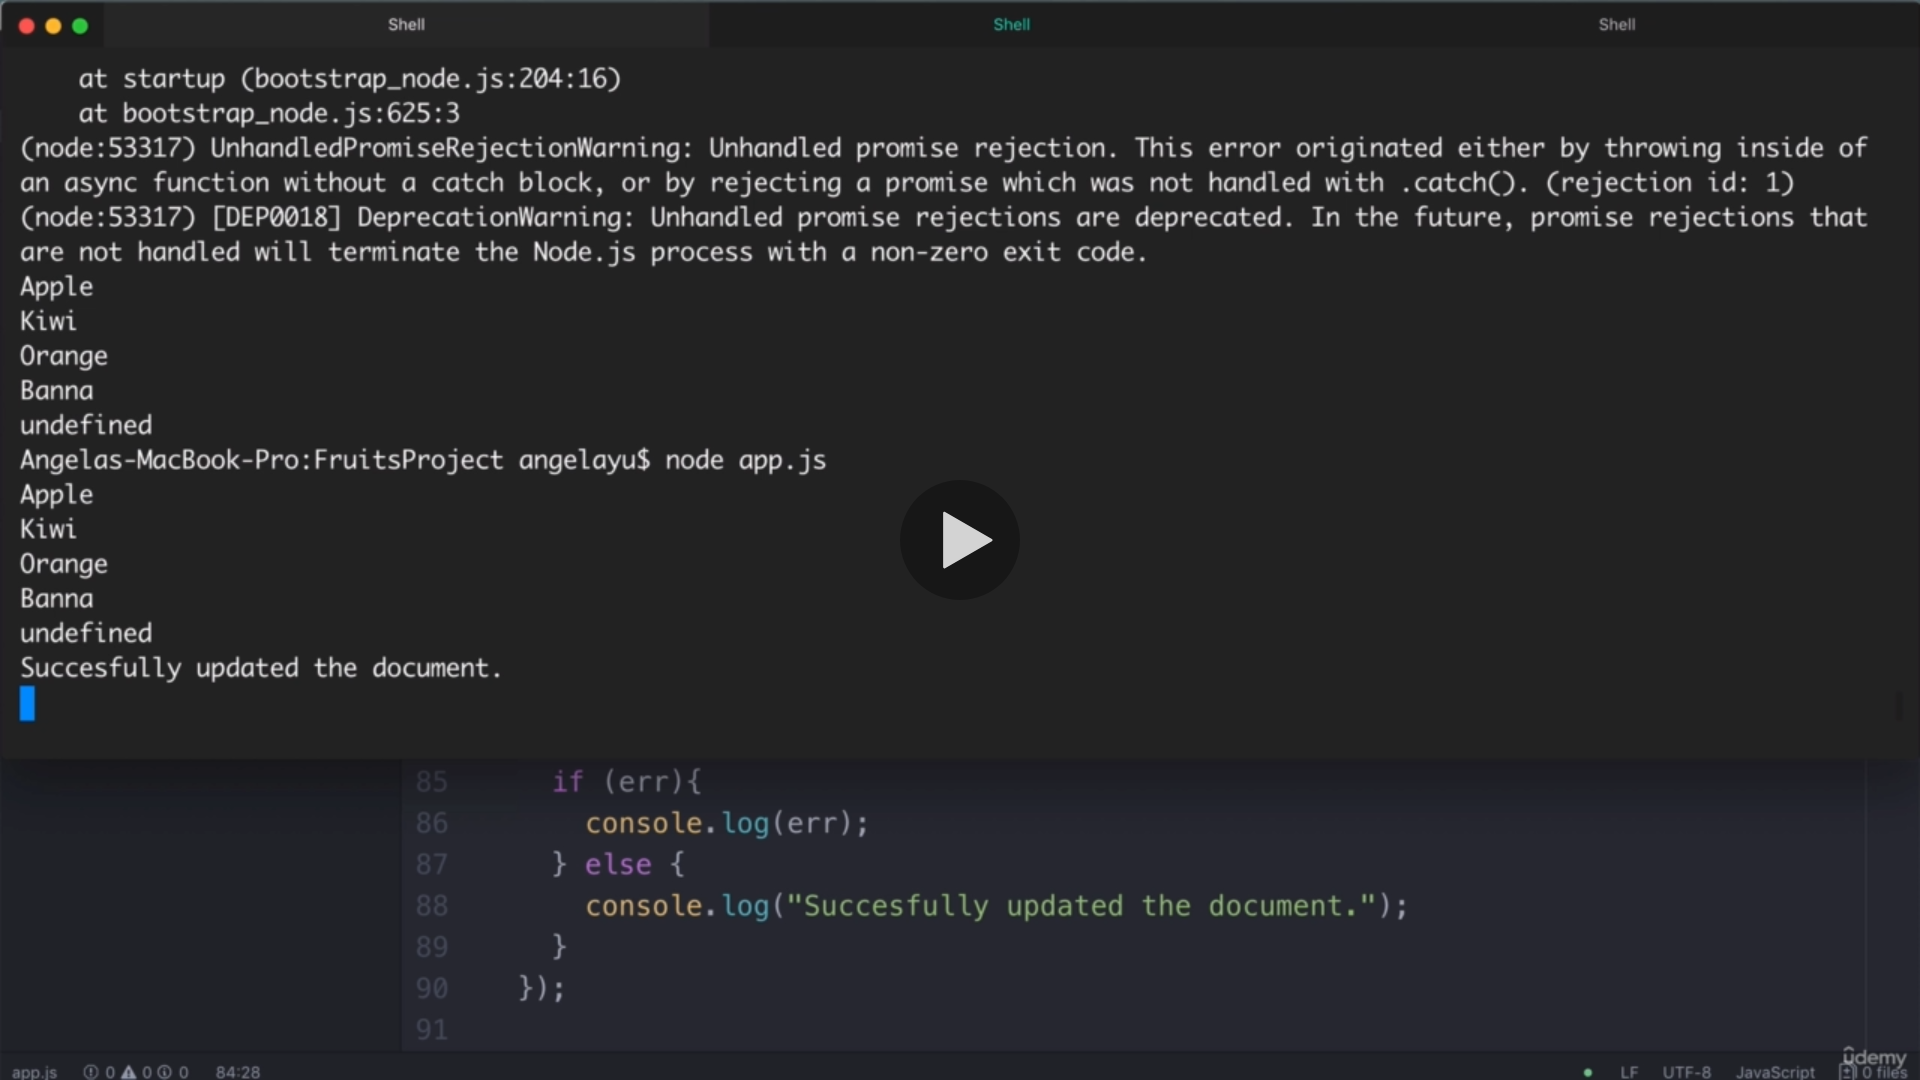 Shell
Shell
Shell
at startup (bootstrap_node.js:204:16)
at bootstrap_node.js:625:3
(node:53317) UnhandledPromiseRejectionWarning: Unhandled promise rejection. This error originated either by throwing inside of
an async function without a catch block, or by rejecting a promise which was not handled with .catch(). (rejection id: 1)
(node:53317) [DEP0018] DeprecationWarning: Unhandled promise rejections are deprecated. In the future, promise rejections that
are not handled will terminate the Node.js process with a non-zero exit code.
Apple
Kiwi
Orange
Banna
undefined
Angelas-MacBook-Pro:FruitsProject angelayu$ node app.js
Apple
Kiwi
Orange
Banna
undefined
Succesfully updated the document.
85 if (err){
86 console.log(err);
87 } else {
88 console.log("Succesfully updated the document.");
89 }
90 });
91
app.js 0 0 0 84:28 LF UTF-8 JavaScript 0 files
udemy